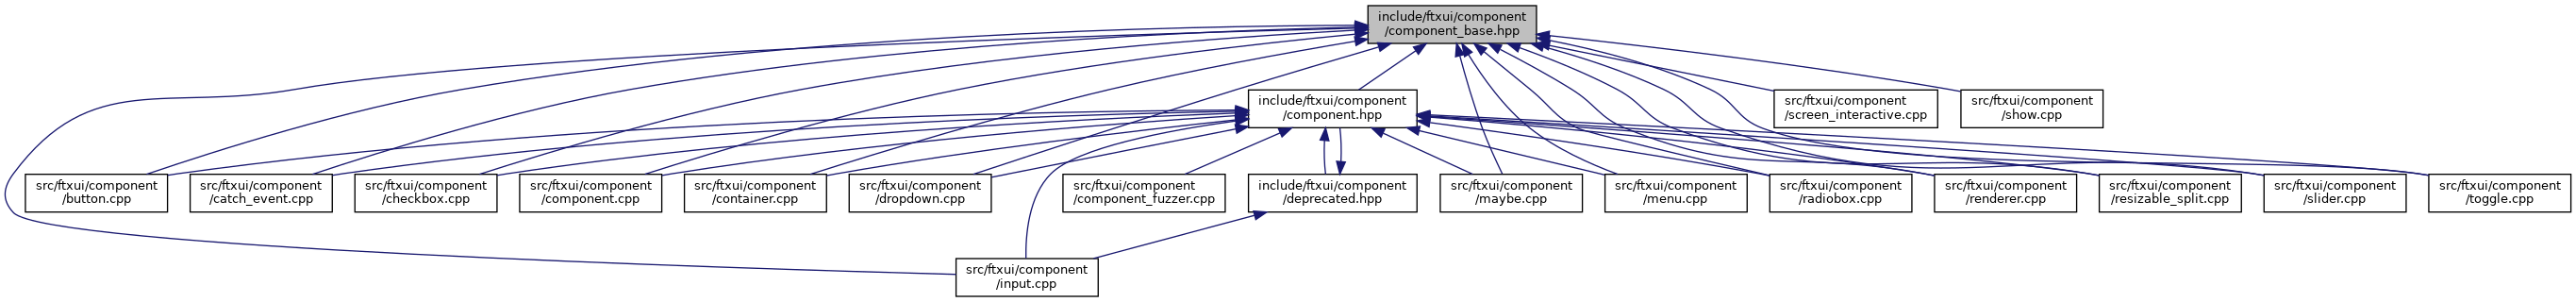 include/ftxui/component
/component_base.hpp
include/ftxui/component
/component.hpp
src/ftxui/component
/screen_interactive.cpp
src/ftxui/component
/show.cpp
src/ftxui/component
/button.cpp
src/ftxui/component
/catch_event.cpp
src/ftxui/component
/checkbox.cpp
src/ftxui/component
/component.cpp
src/ftxui/component
/container.cpp
src/ftxui/component
/dropdown.cpp
src/ftxui/component
/component_fuzzer.cpp
include/ftxui/component
/deprecated.hpp
src/ftxui/component
/maybe.cpp
src/ftxui/component
/menu.cpp
src/ftxui/component
/radiobox.cpp
src/ftxui/component
/renderer.cpp
src/ftxui/component
/resizable_split.cpp
src/ftxui/component
/slider.cpp
src/ftxui/component
/toggle.cpp
src/ftxui/component
/input.cpp